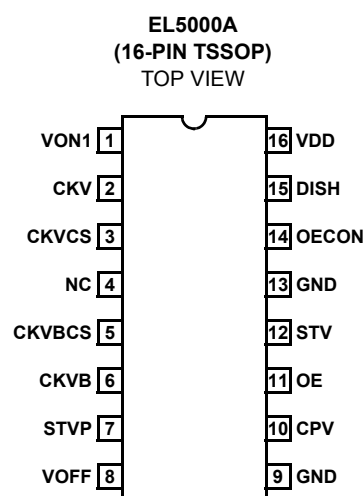 EL5000A
(16-PIN TSSOP)
TOP VIEW
VON1 1 16 VDD
CKV 2 15 DISH
CKVCS 3 14 OECON
NC 4 13 GND
CKVBCS 5 12 STV
CKVB 6 11 OE
STVP 7 10 CPV
VOFF 8 9 GND